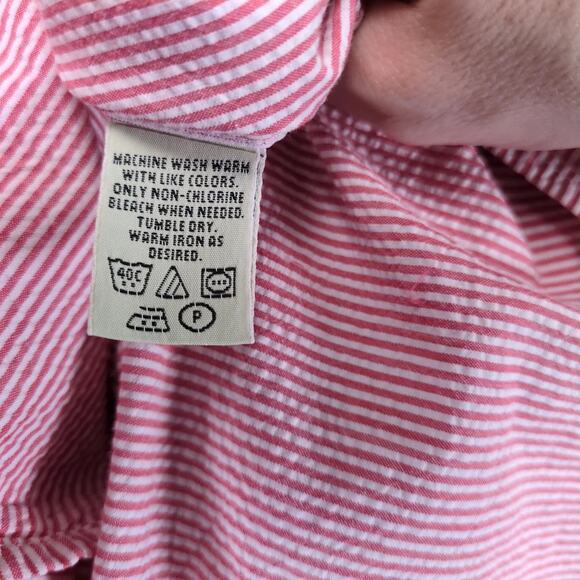 MACHINE WASH WARM
WITH LIKE COLORS.
ONLY NON-CHLORINE
BLEACH WHEN NEEDED.
TUMBLE DRY.
WARM IRON AS
DESIRED.
40C
P